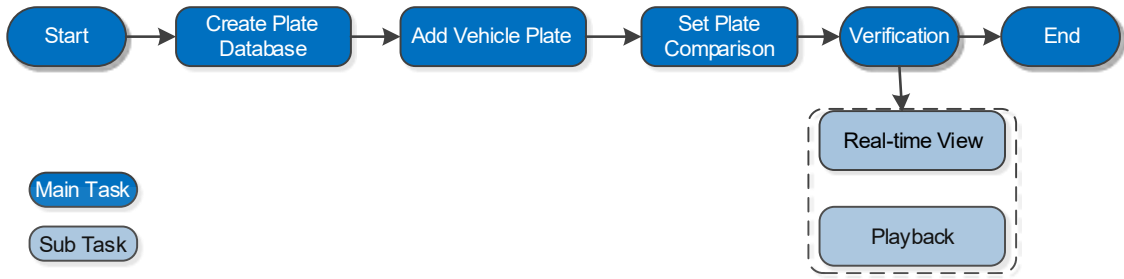 Start
Create Plate
Database
Add Vehicle Plate
Set Plate
Comparison
Verification
End
Real-time View
Playback
Main Task
Sub Task